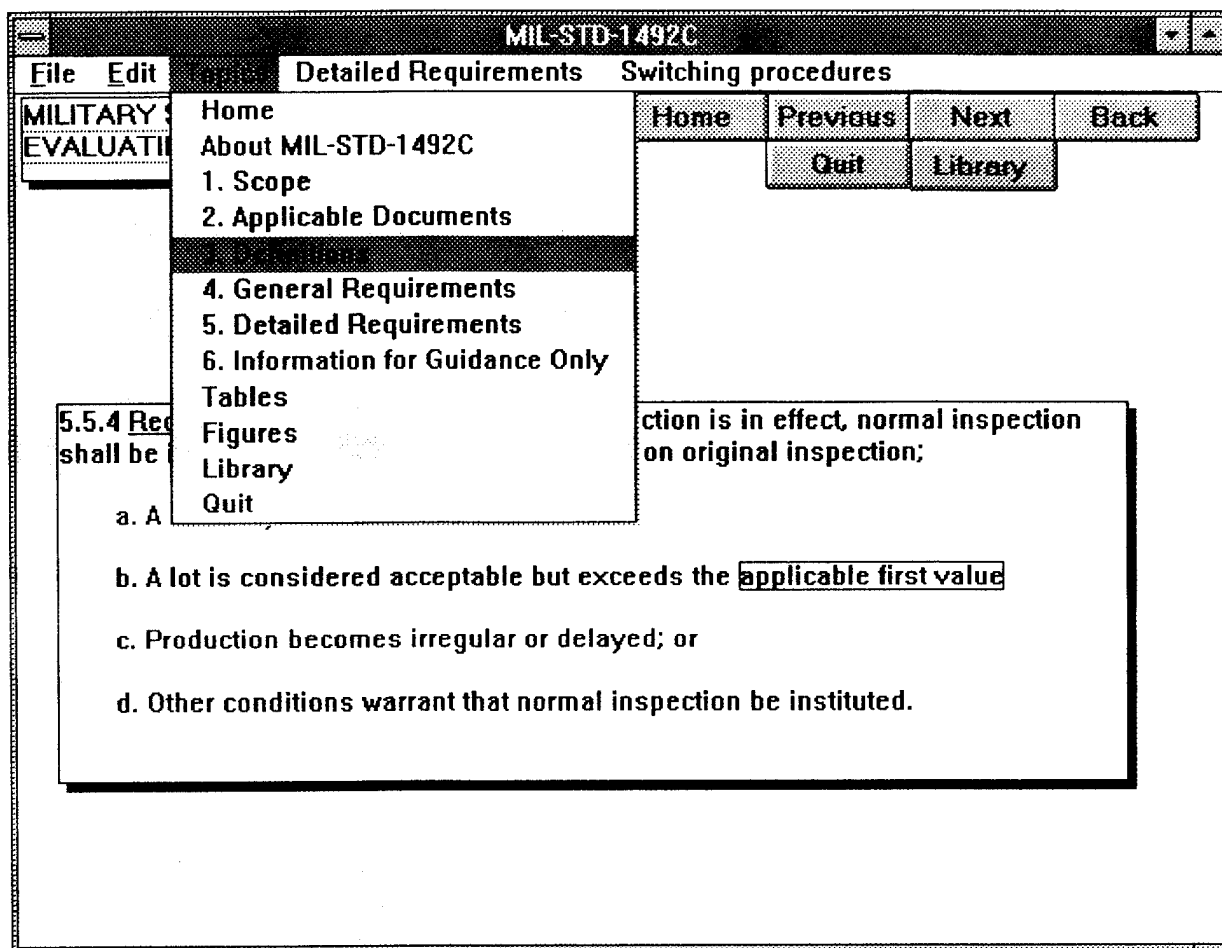 MIL-STD-1492C
File Edit Topics Detailed Requirements Switching procedures
MILITARY S
EVALUATI
Home Previous Next Back
Quit Library
Home
About MIL-STD-1492C
1. Scope
2. Applicable Documents
3. Definitions
4. General Requirements
5. Detailed Requirements
6. Information for Guidance Only
Tables
Figures
Library
Quit
5.5.4 Red ction is in effect, normal inspection
shall be i on original inspection;
a. A
b. A lot is considered acceptable but exceeds the applicable first value
c. Production becomes irregular or delayed; or
d. Other conditions warrant that normal inspection be instituted.